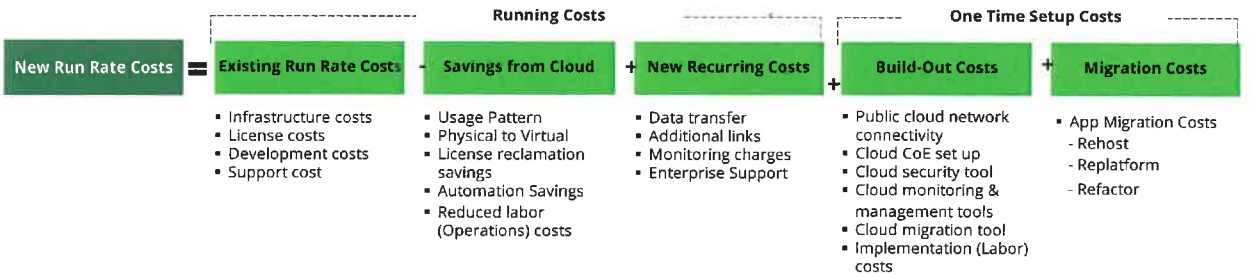 Running Costs
One Time Setup Costs
New Run Rate Costs
=
Existing Run Rate Costs
-
Savings from Cloud
+
New Recurring Costs
+
Build-Out Costs
+
Migration Costs
▪ Infrastructure costs
▪ License costs
▪ Development costs
▪ Support cost
▪ Usage Pattern
▪ Physical to Virtual
▪ License reclamation
savings
▪ Automation Savings
▪ Reduced labor
(Operations) costs
▪ Data transfer
▪ Additional links
▪ Monitoring charges
▪ Enterprise Support
▪ Public cloud network
connectivity
▪ Cloud CoE set up
▪ Cloud security tool
▪ Cloud monitoring &
management tools
▪ Cloud migration tool
▪ Implementation (Labor)
costs
▪ App Migration Costs
- Rehost
- Replatform
- Refactor